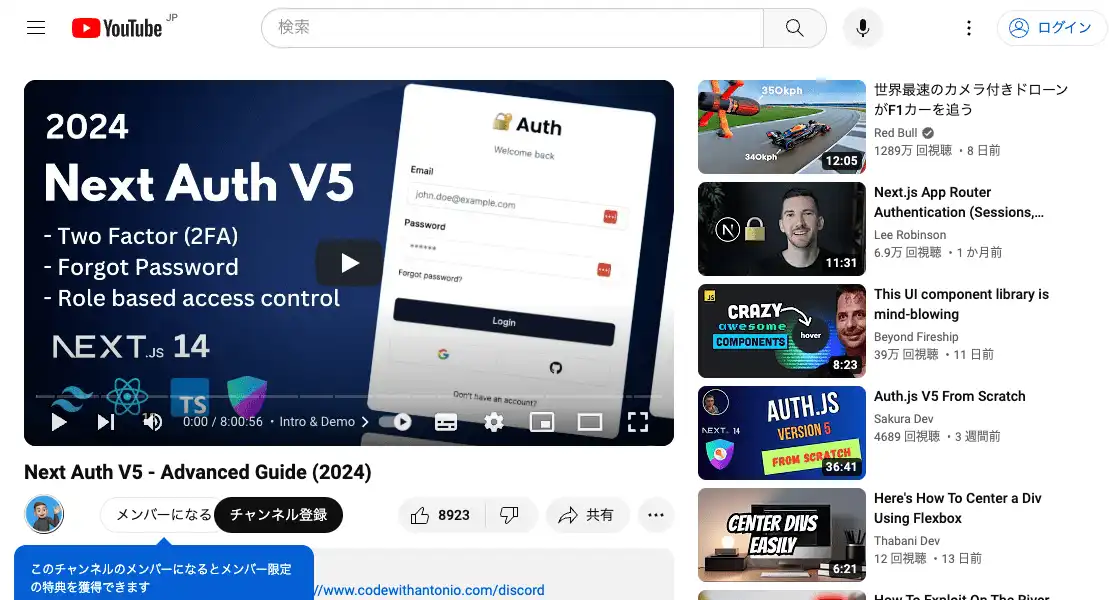 YouTube JP
検索
ログイン
2024
Next Auth V5
- Two Factor (2FA)
- Forgot Password
- Role based access control
NEXT.JS 14
TS
Auth
Welcome back
Email
john.doe@example.com
Password
******
Forgot password?
Login
G
Don't have an account?
0:00 / 8:00:56 ・ Intro & Demo
Next Auth V5 - Advanced Guide (2024)
メンバーになる
チャンネル登録
8923
共有
このチャンネルのメンバーになるとメンバー限定
の特典を獲得できます
//www.codewithantonio.com/discord
350kph
340kph
12:05
世界最速のカメラ付きドローン
がF1カーを追う
Red Bull
1289万 回視聴 ・8 日前
N
11:31
Next.js App Router
Authentication (Sessions,...
Lee Robinson
6.9万 回視聴 ・1 か月前
JS
CRAZY
awesome
COMPONENTS
hover
8:23
This UI component library is
mind-blowing
Beyond Fireship
39万 回視聴 ・11 日前
AUTH.JS
VERSION 5
FROM SCRATCH
NEXT.JS 14
36:41
Auth.js V5 From Scratch
Sakura Dev
4689 回視聴 ・3 週間前
CENTER DIVS
EASILY
6:21
Here's How To Center a Div
Using Flexbox
Thabani Dev
12 回視聴 ・13 日前
How To Exploit On The River